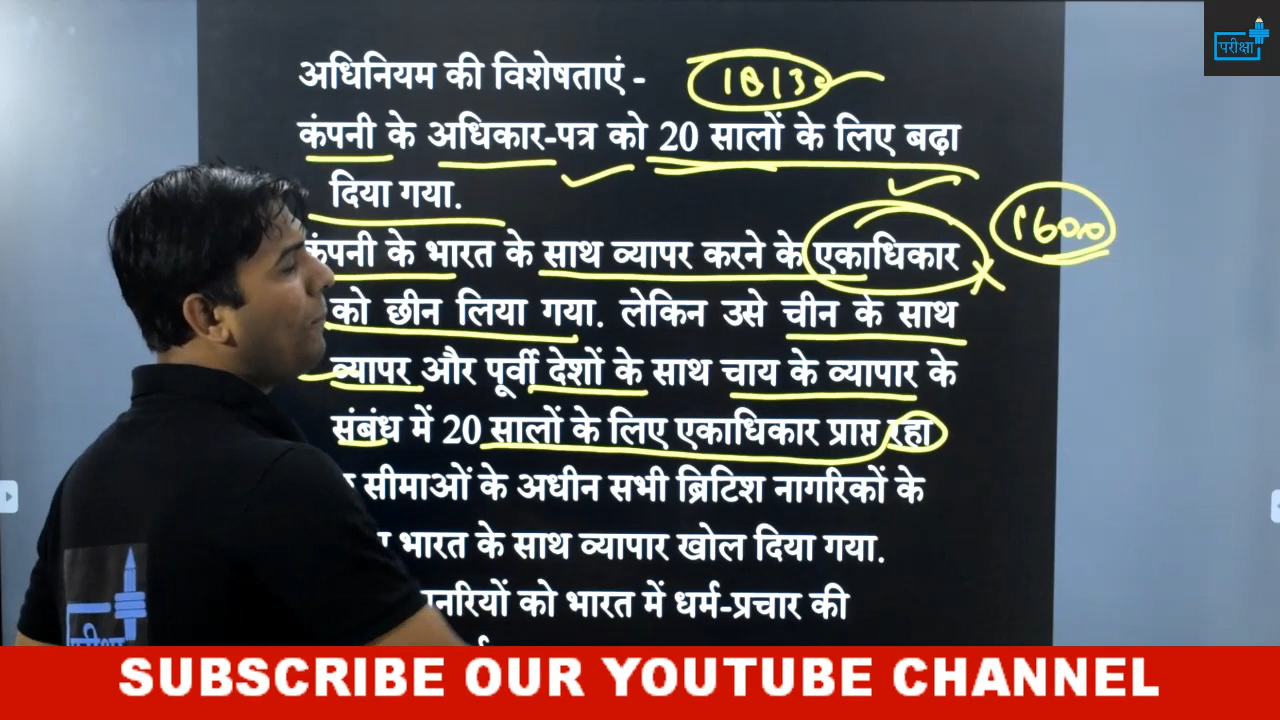 परीक्षा
अधिनियम की विशेषताएं - 1813
कंपनी के अधिकार-पत्र को 20 सालों के लिए बढ़ा
दिया गया.
कंपनी के भारत के साथ व्यापर करने के एकाधिकार
1600
को छीन लिया गया. लेकिन उसे चीन के साथ
व्यापर और पूर्वी देशों के साथ चाय के व्यापार के
संबंध में 20 सालों के लिए एकाधिकार प्राप्त रहा
सीमाओं के अधीन सभी ब्रिटिश नागरिकों के
भारत के साथ व्यापार खोल दिया गया.
को भारत में धर्म-प्रचार की
परीक्षा
SUBSCRIBE OUR YOUTUBE CHANNEL